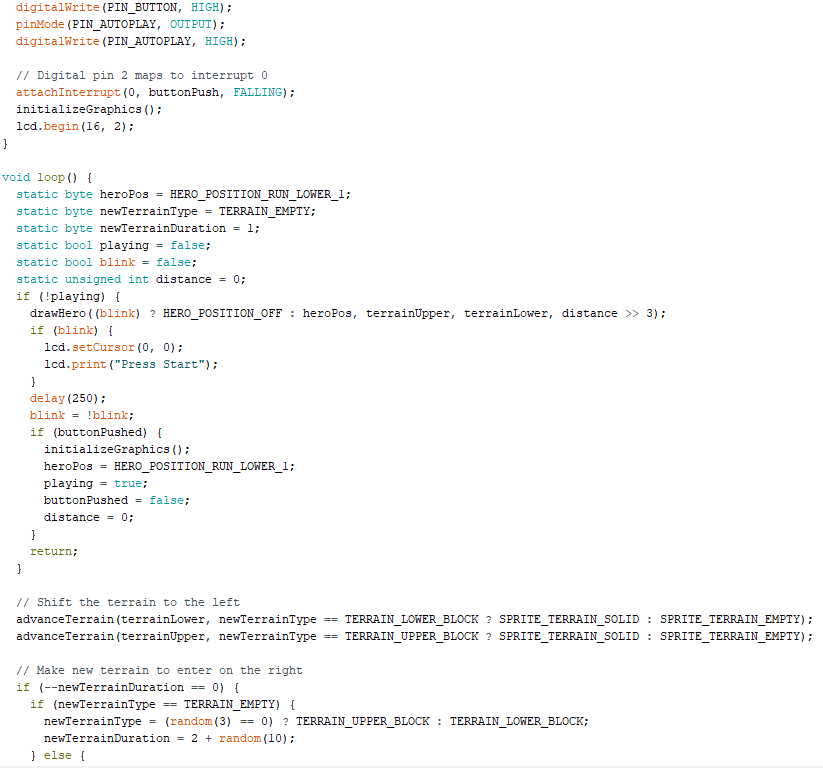 digitalWrite(PIN_BUTTON, HIGH);
pinMode(PIN_AUTOPLAY, OUTPUT);
digitalWrite(PIN_AUTOPLAY, HIGH);
// Digital pin 2 maps to interrupt 0
attachInterrupt(0, buttonPush, FALLING);
initializeGraphics();
lcd.begin(16, 2);
}
void loop() {
static byte heroPos = HERO_POSITION_RUN_LOWER_1;
static byte newTerrainType = TERRAIN_EMPTY;
static byte newTerrainDuration = 1;
static bool playing = false;
static bool blink = false;
static unsigned int distance = 0;
if (!playing) {
drawHero((blink) ? HERO_POSITION_OFF : heroPos, terrainUpper, terrainLower, distance >> 3);
if (blink) {
lcd.setCursor(0, 0);
lcd.print("Press Start");
}
delay(250);
blink = !blink;
if (buttonPushed) {
initializeGraphics();
heroPos = HERO_POSITION_RUN_LOWER_1;
playing = true;
buttonPushed = false;
distance = 0;
}
return;
}
// Shift the terrain to the left
advanceTerrain(terrainLower, newTerrainType == TERRAIN_LOWER_BLOCK ? SPRITE_TERRAIN_SOLID : SPRITE_TERRAIN_EMPTY);
advanceTerrain(terrainUpper, newTerrainType == TERRAIN_UPPER_BLOCK ? SPRITE_TERRAIN_SOLID : SPRITE_TERRAIN_EMPTY);
// Make new terrain to enter on the right
if (--newTerrainDuration == 0) {
if (newTerrainType == TERRAIN_EMPTY) {
newTerrainType = (random(3) == 0) ? TERRAIN_UPPER_BLOCK : TERRAIN_LOWER_BLOCK;
newTerrainDuration = 2 + random(10);
} else {